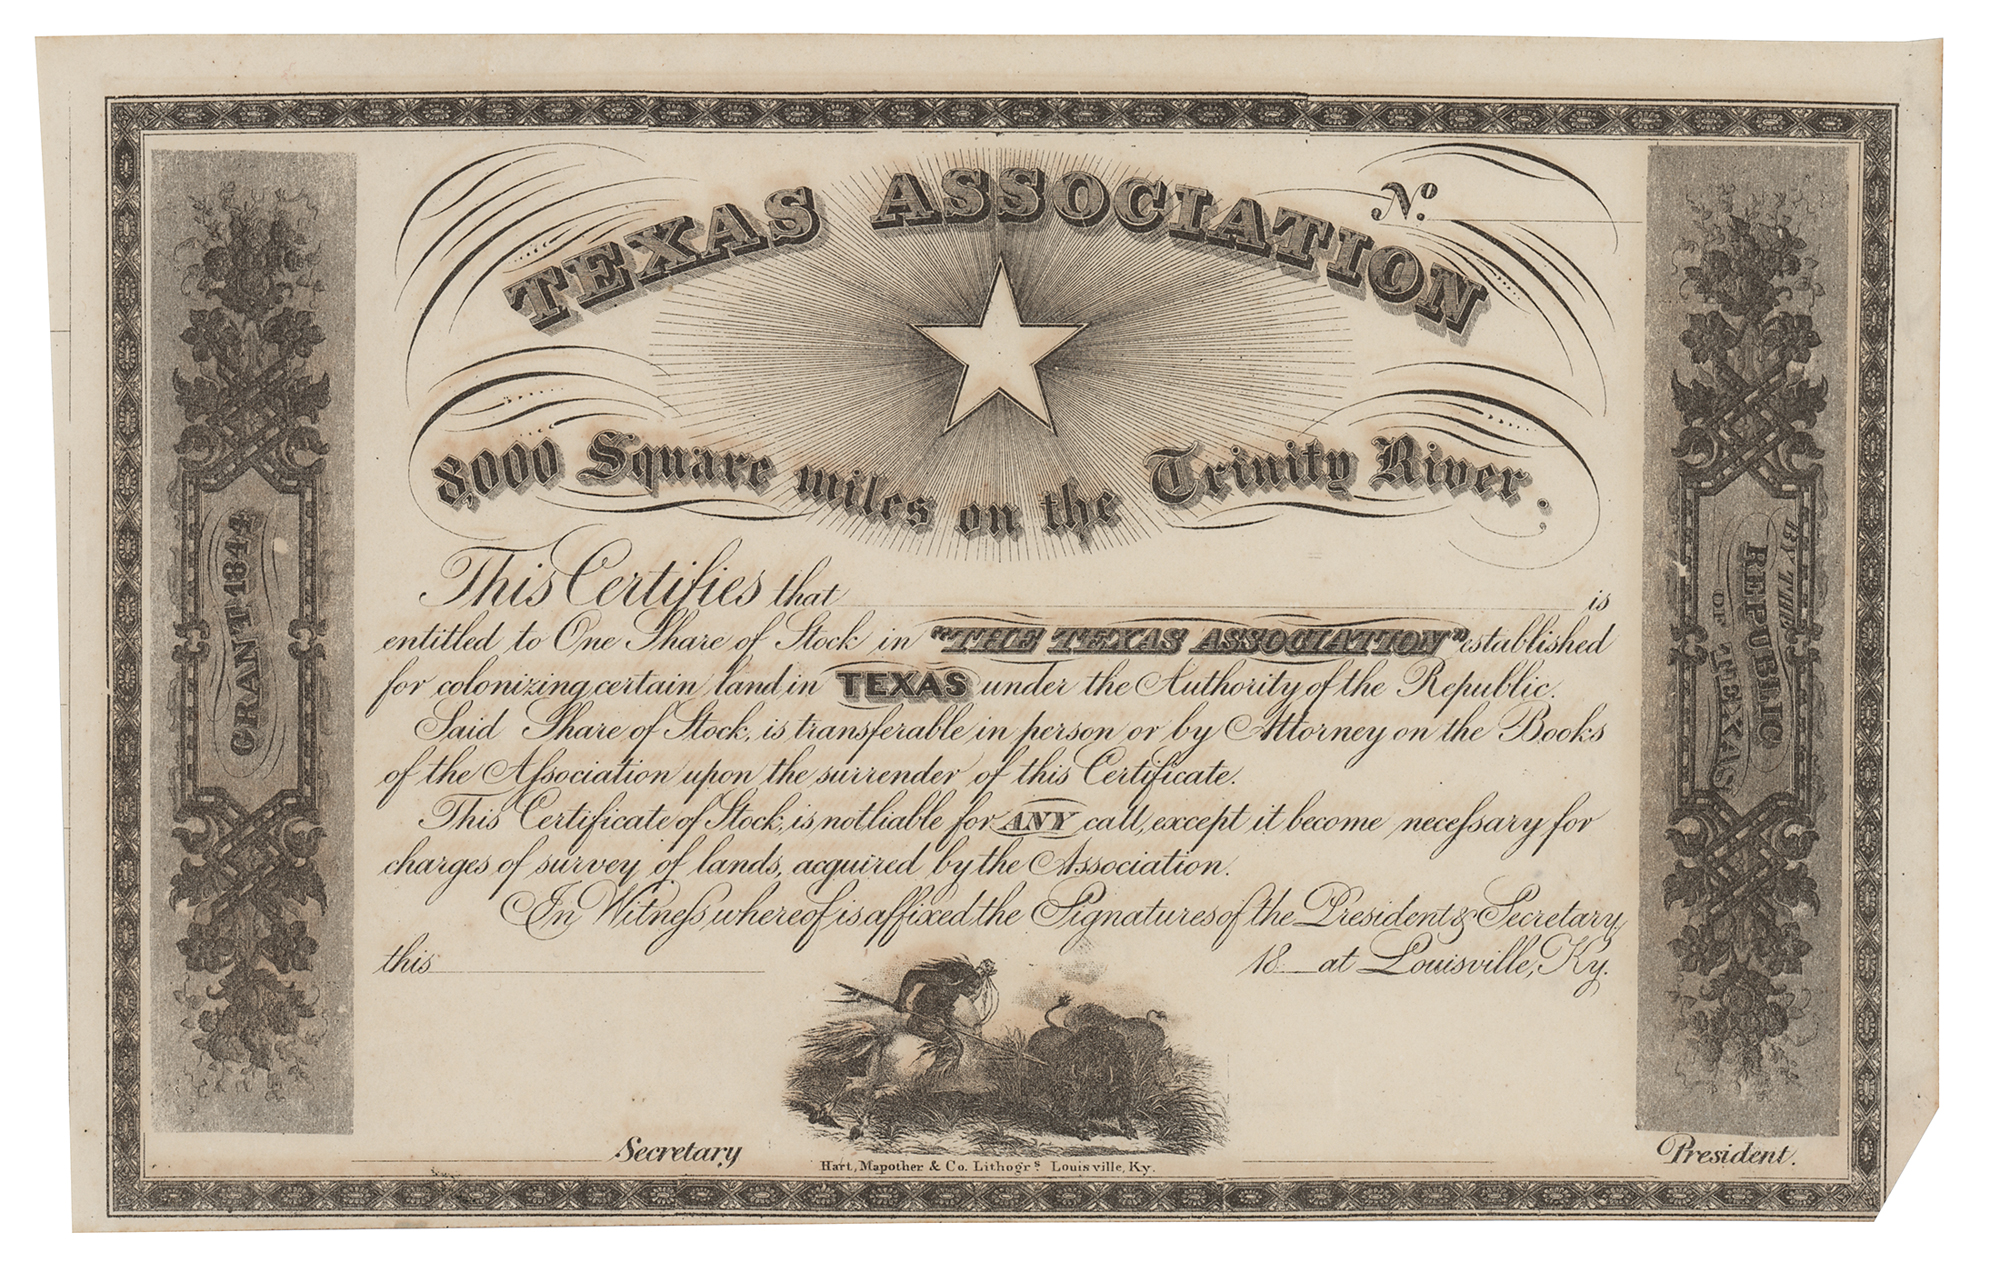 TEXAS ASSOCIATION
No.
8,000 Square miles on the Trinity River.
GRANT 1844
BY THE
REPUBLIC
OF
TEXAS
This Certifies that is
entitled to One Share of Stock in "THE TEXAS ASSOCIATION" established
for colonizing certain land in TEXAS under the Authority of the Republic.
Said Share of Stock, is transferable in person or by Attorney on the Books
of the Aſsociation upon the surrender of this Certificate.
This Certificate of Stock, is not liable for ANY call, except it become neceſsary for
charges of survey of lands, acquired by the Association.
In Witneſs whereof is affixed the Signatures of the President & Secretary,
this 18 at Louisville, Ky.
Secretary
President.
Hart, Mapother & Co. Lithogrs Louisville, Ky.